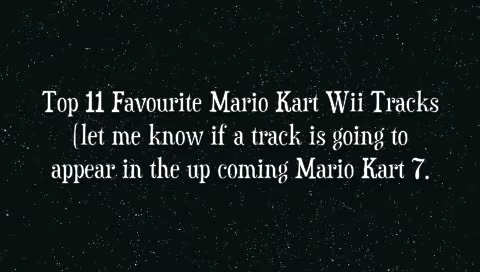 Top 11 Favourite Mario Kart Wii Tracks
(let me know if a track is going to
appear in the up coming Mario Kart 7.